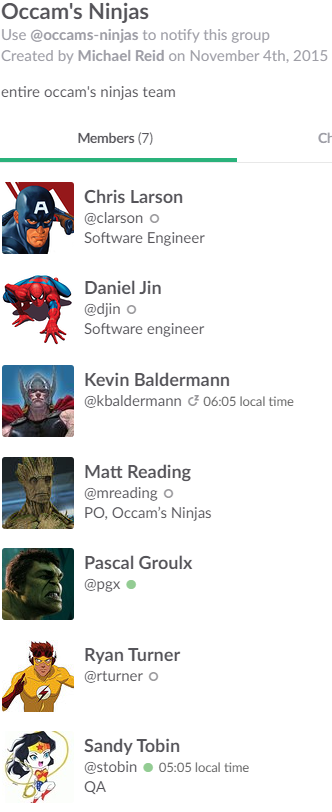 Occam's Ninjas
Use @occams-ninjas to notify this group
Created by Michael Reid on November 4th, 2015
entire occam's ninjas team
Members (7)
Ch
Chris Larson
@clarson
Software Engineer
Daniel Jin
@djin
Software engineer
Kevin Baldermann
@kbaldermann 06:05 local time
Matt Reading
@mreading
PO, Occam’s Ninjas
Pascal Groulx
@pgx
Ryan Turner
@rturner
Sandy Tobin
@stobin 05:05 local time
QA